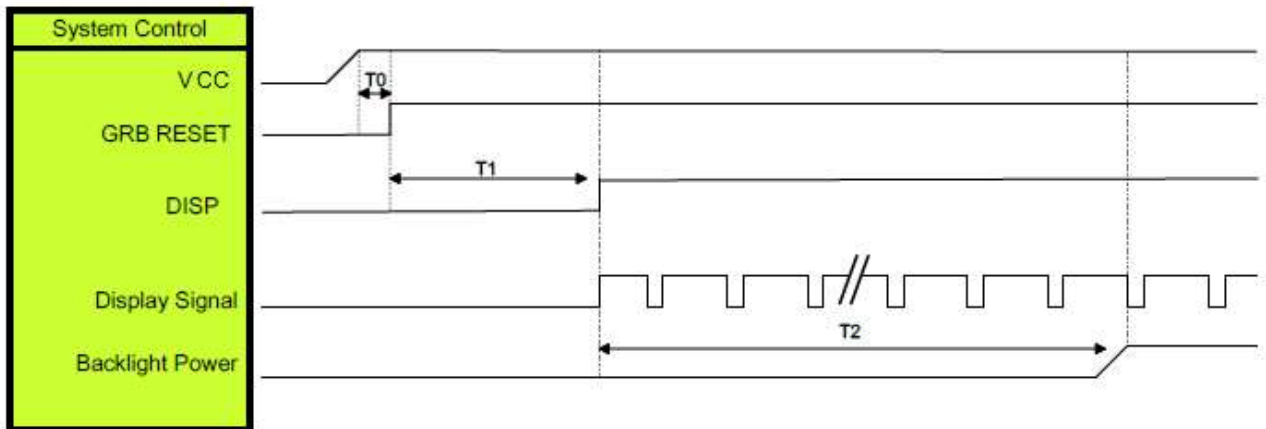 System Control
VCC
T0
GRB RESET
T1
DISP
Display Signal
T2
Backlight Power